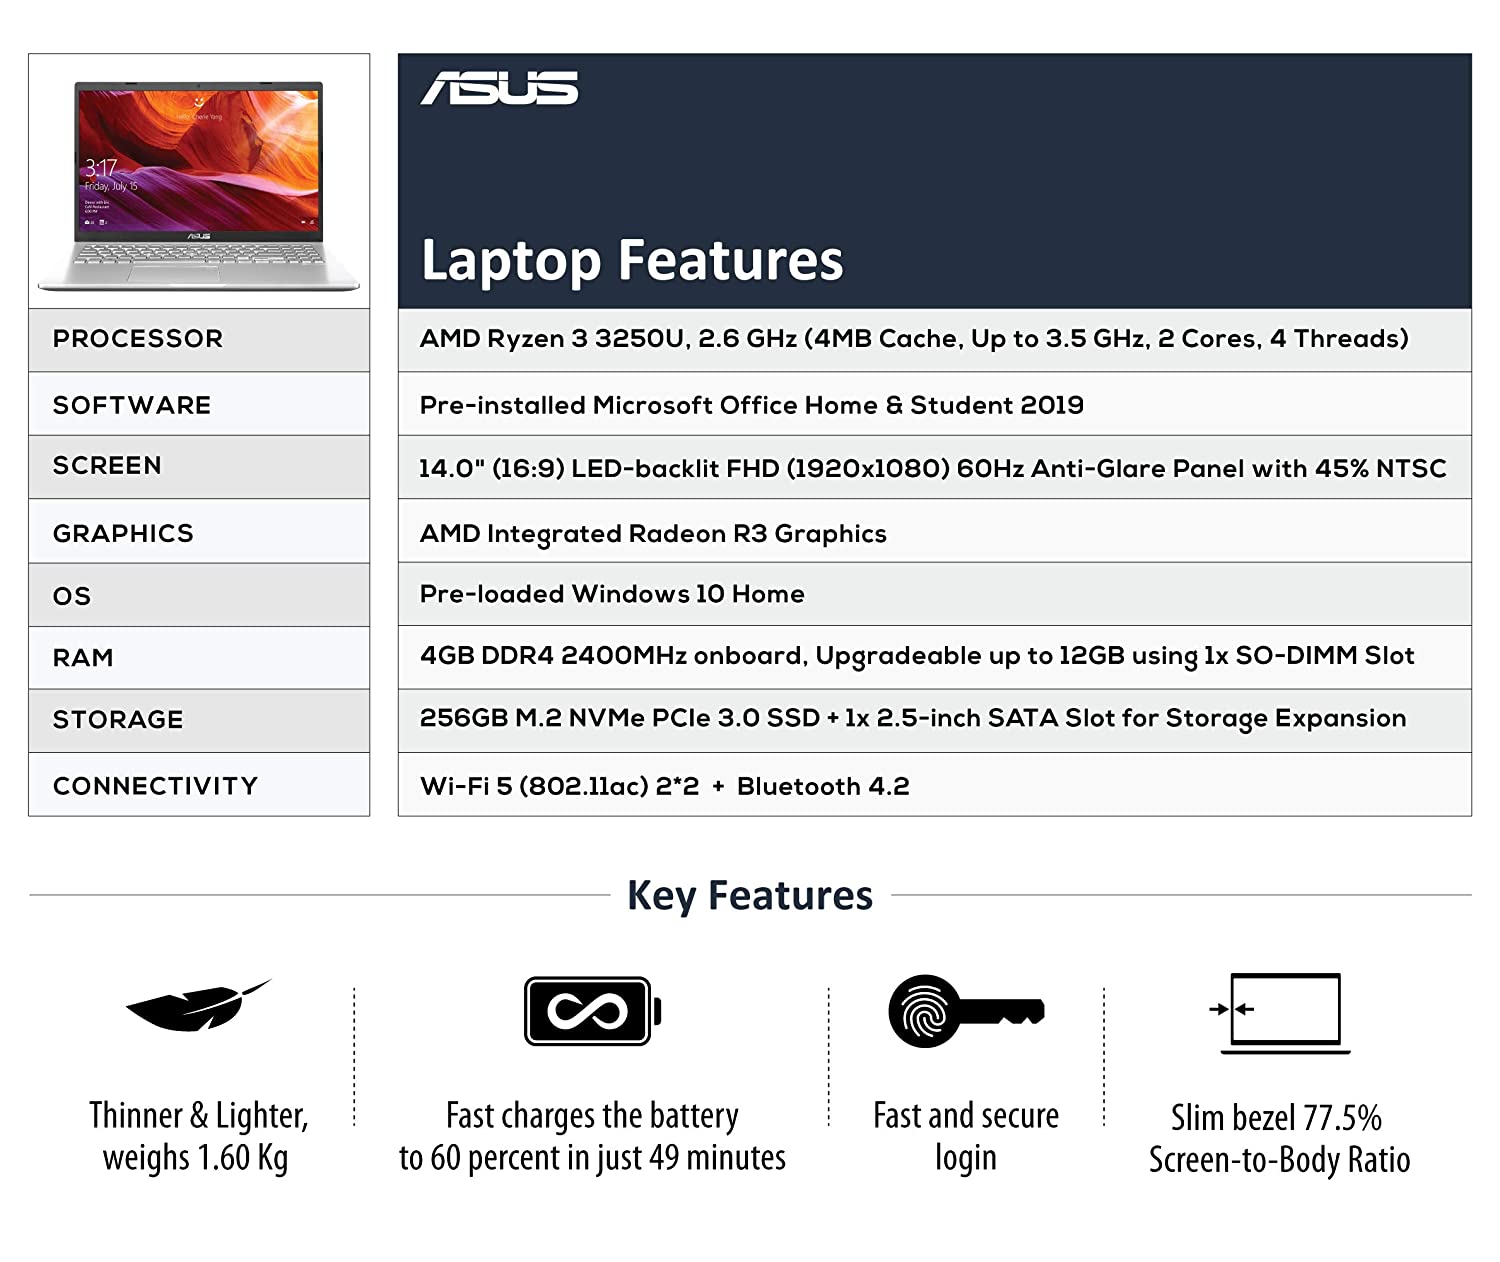 ASUS
Hello, Cherie Yang
3:17
Friday, July 15
ASUS
Laptop Features
PROCESSOR
AMD Ryzen 3 3250U, 2.6 GHz (4MB Cache, Up to 3.5 GHz, 2 Cores, 4 Threads)
SOFTWARE
Pre-installed Microsoft Office Home & Student 2019
SCREEN
14.0" (16:9) LED-backlit FHD (1920x1080) 60Hz Anti-Glare Panel with 45% NTSC
GRAPHICS
AMD Integrated Radeon R3 Graphics
OS
Pre-loaded Windows 10 Home
RAM
4GB DDR4 2400MHz onboard, Upgradeable up to 12GB using 1x SO-DIMM Slot
STORAGE
256GB M.2 NVMe PCIe 3.0 SSD + 1x 2.5-inch SATA Slot for Storage Expansion
CONNECTIVITY
Wi-Fi 5 (802.11ac) 2*2 + Bluetooth 4.2
Key Features
Thinner & Lighter,
weighs 1.60 Kg
Fast charges the battery
to 60 percent in just 49 minutes
Fast and secure
login
Slim bezel 77.5%
Screen-to-Body Ratio